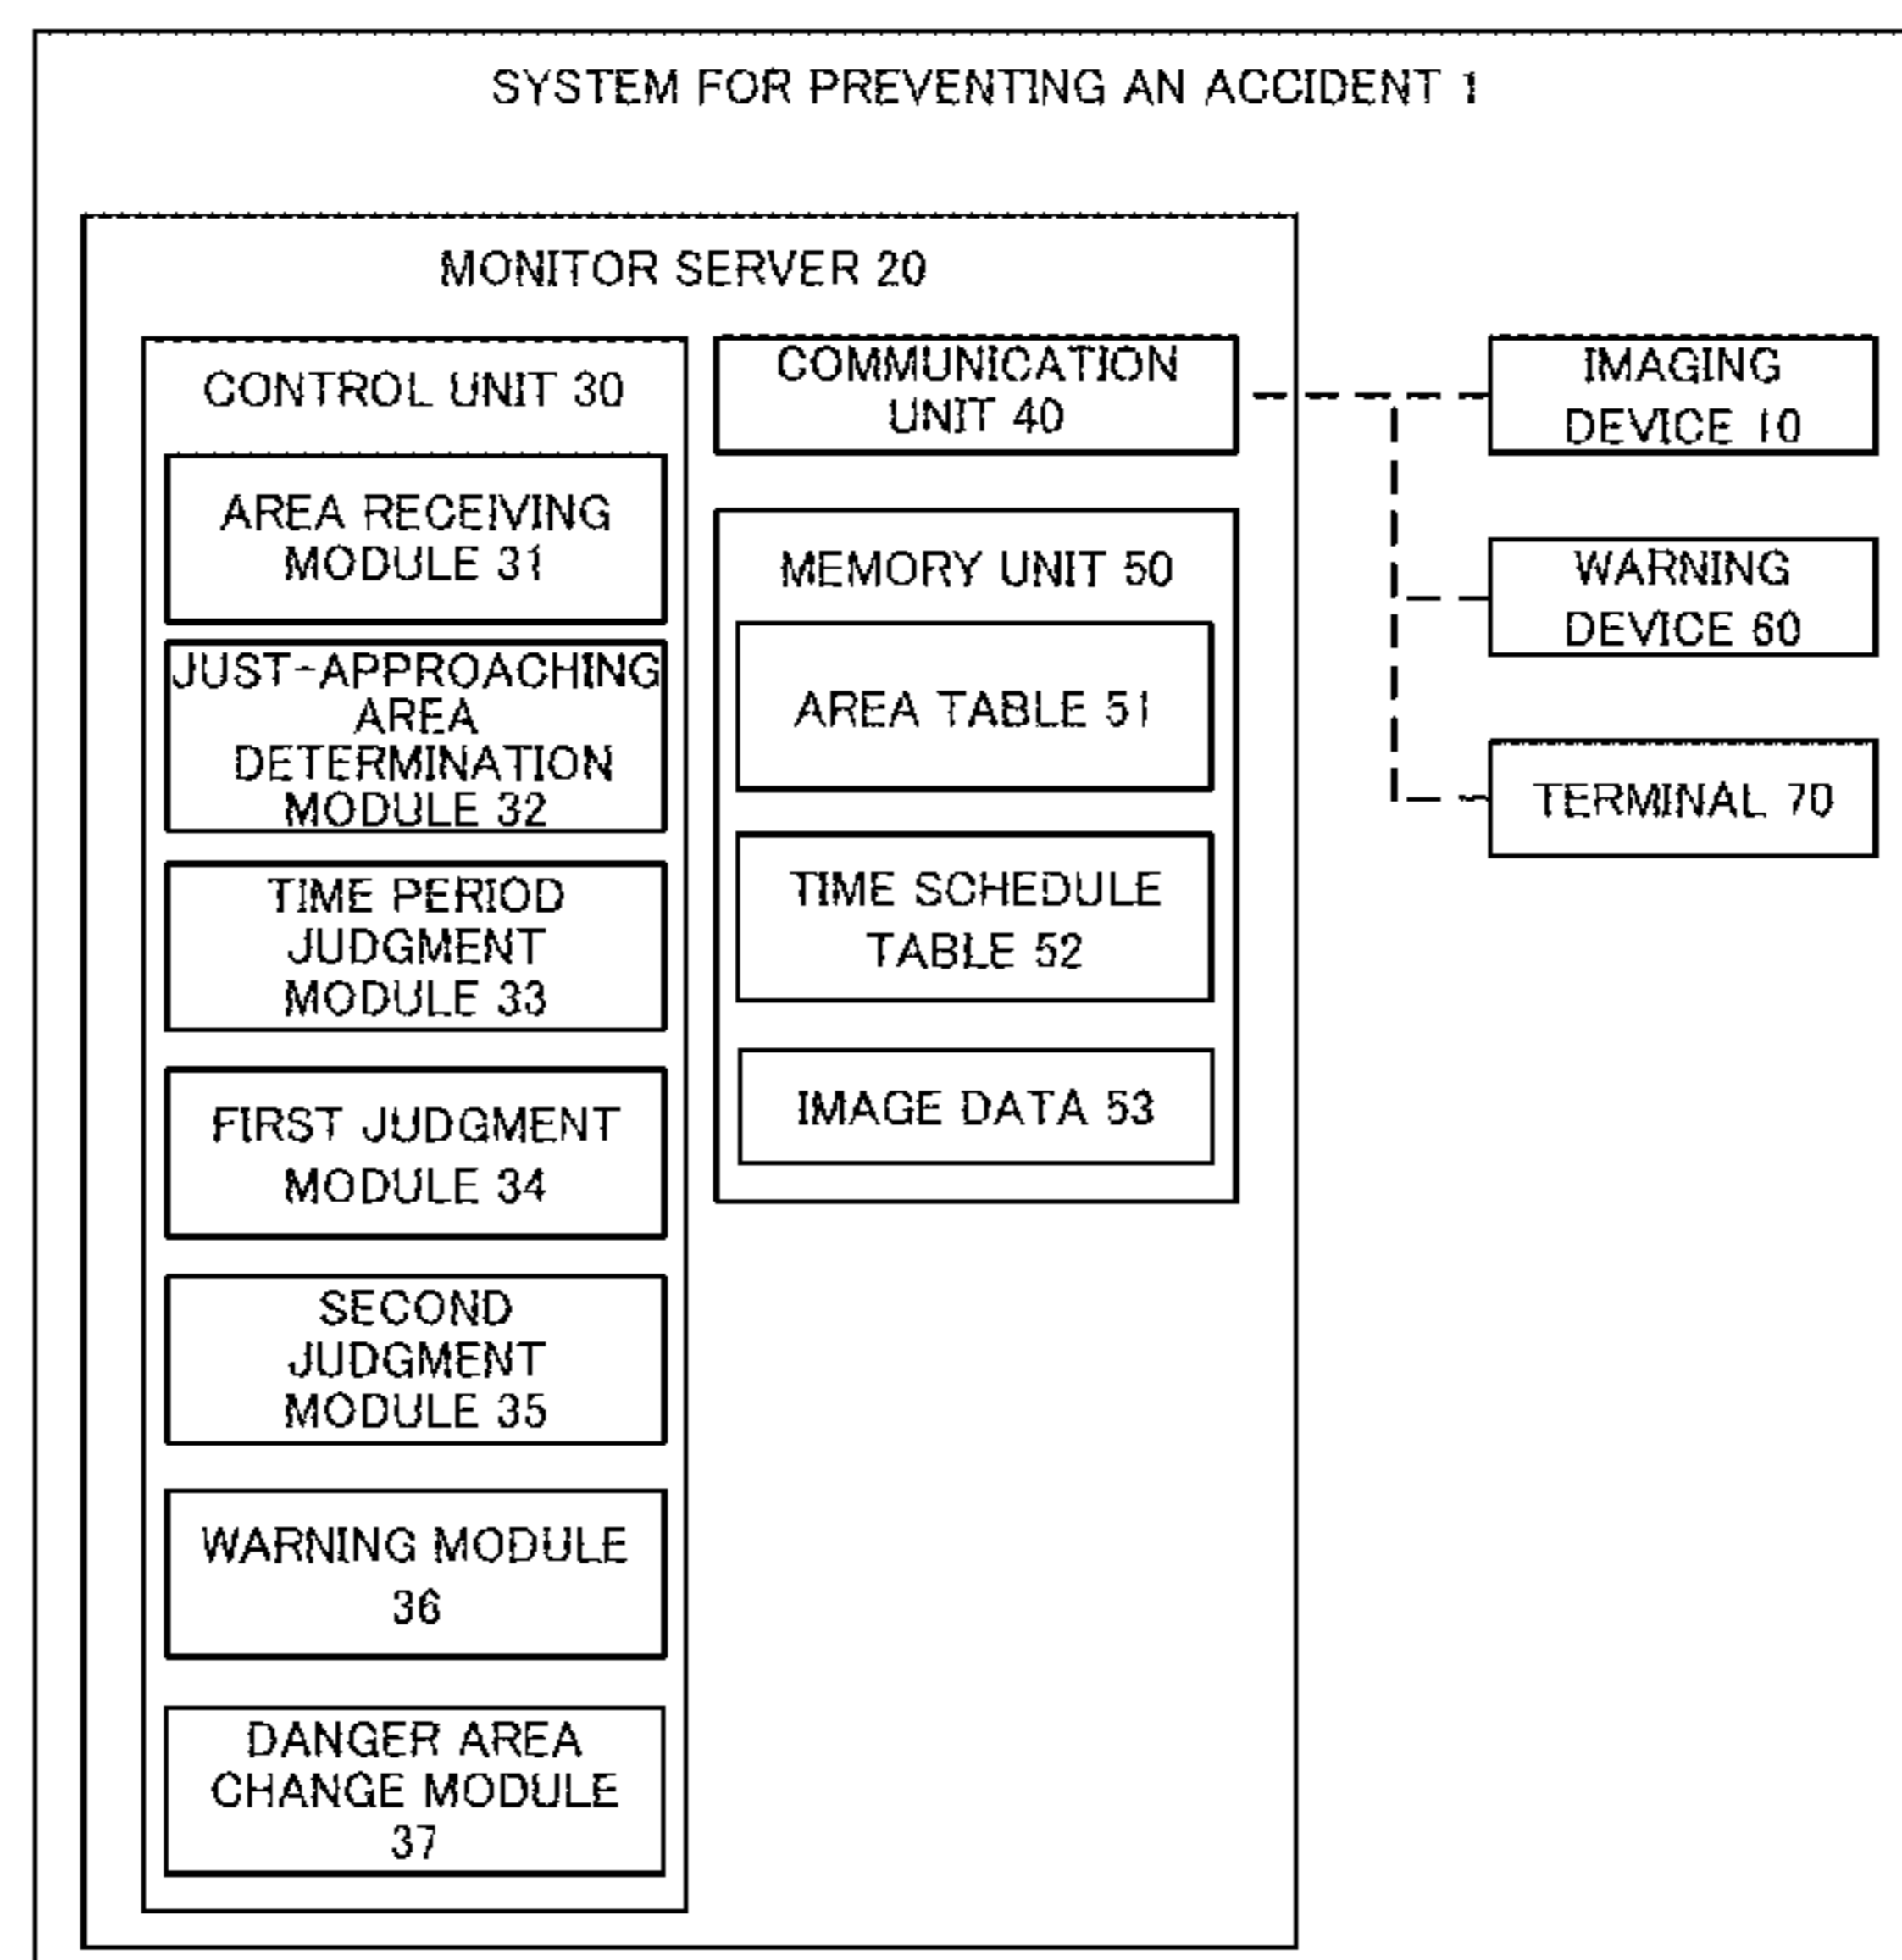 SYSTEM FOR PREVENTING AN ACCIDENT 1
MONITOR SERVER 20
CONTROL UNIT 30
AREA RECEIVING
MODULE 31
JUST-APPROACHING
AREA
DETERMINATION
MODULE 32
TIME PERIOD
JUDGMENT
MODULE 33
FIRST JUDGMENT
MODULE 34
SECOND
JUDGMENT
MODULE 35
WARNING MODULE
36
DANGER AREA
CHANGE MODULE
37
COMMUNICATION
UNIT 40
MEMORY UNIT 50
AREA TABLE 51
TIME SCHEDULE
TABLE 52
IMAGE DATA 53
IMAGING
DEVICE 10
WARNING
DEVICE 60
TERMINAL 70